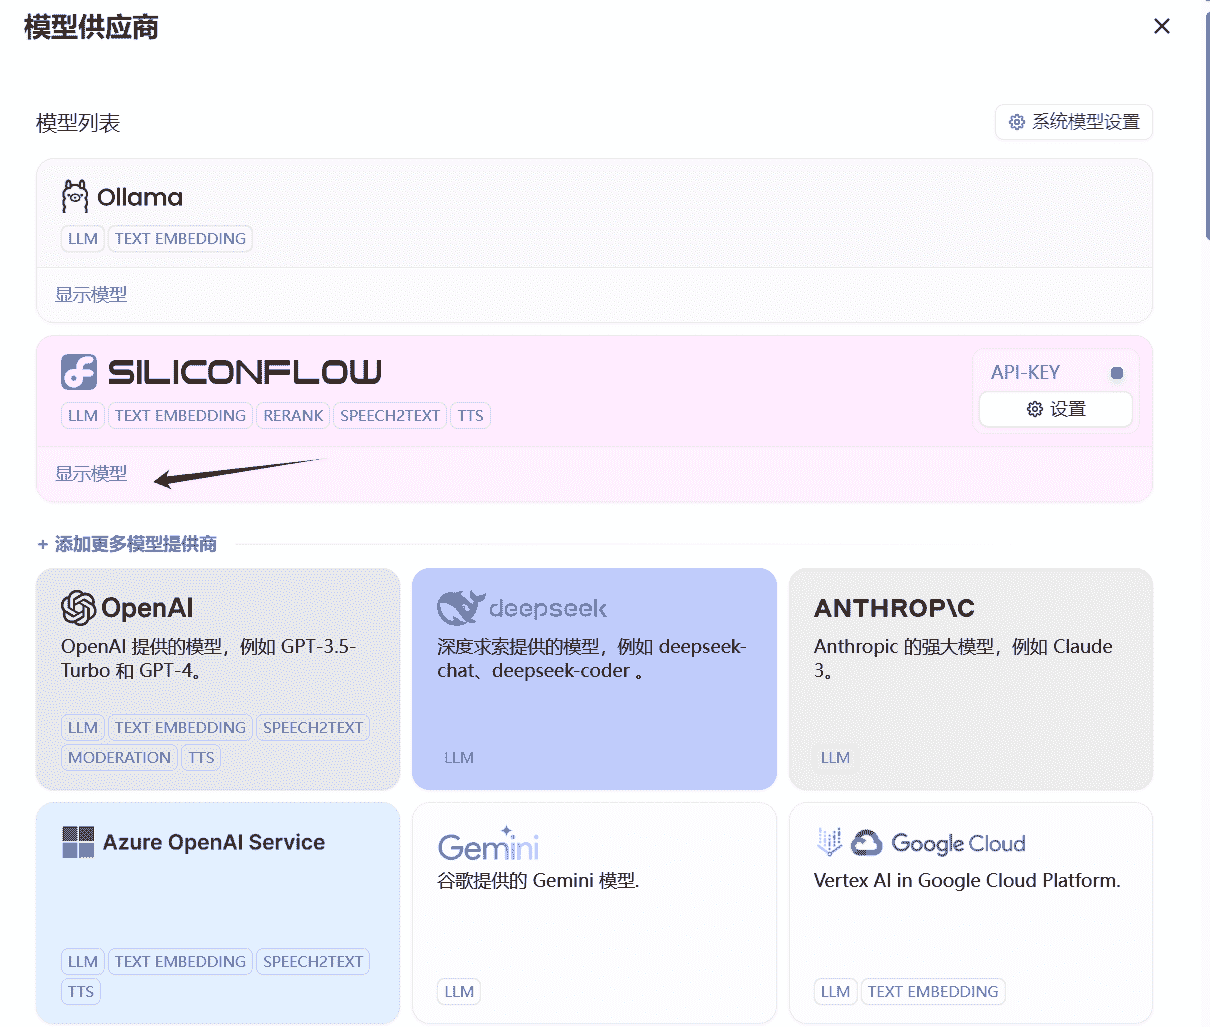 模型供应商
模型列表
系统模型设置
Ollama
LLM TEXT EMBEDDING
显示模型
SILICONFLOW
API-KEY
LLM TEXT EMBEDDING RERANK SPEECH2TEXT TTS
设置
显示模型
+ 添加更多模型提供商
OpenAI
OpenAI 提供的模型，例如 GPT-3.5-
Turbo 和 GPT-4。
LLM TEXT EMBEDDING SPEECH2TEXT
MODERATION TTS
deepseek
深度求索提供的模型，例如 deepseek-
chat、deepseek-coder 。
LLM
ANTHROP\C
Anthropic 的强大模型，例如 Claude
3。
LLM
Azure OpenAI Service
LLM TEXT EMBEDDING SPEECH2TEXT
TTS
Gemini
谷歌提供的 Gemini 模型.
LLM
Google Cloud
Vertex AI in Google Cloud Platform.
LLM TEXT EMBEDDING